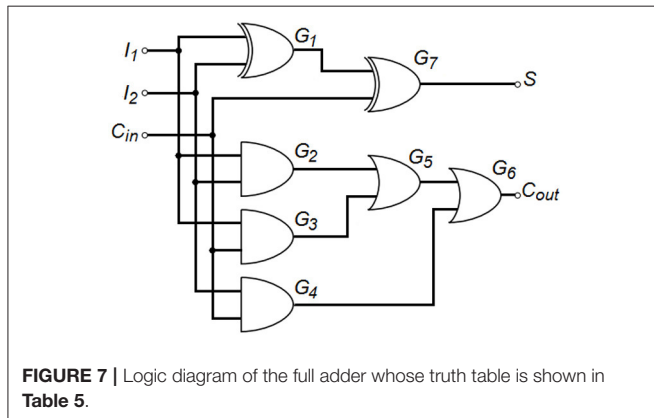 G1
I1
G7
S
I2
Cin
G2
G5
G6
Cout
G3
G4
FIGURE 7 | Logic diagram of the full adder whose truth table is shown in
Table 5.